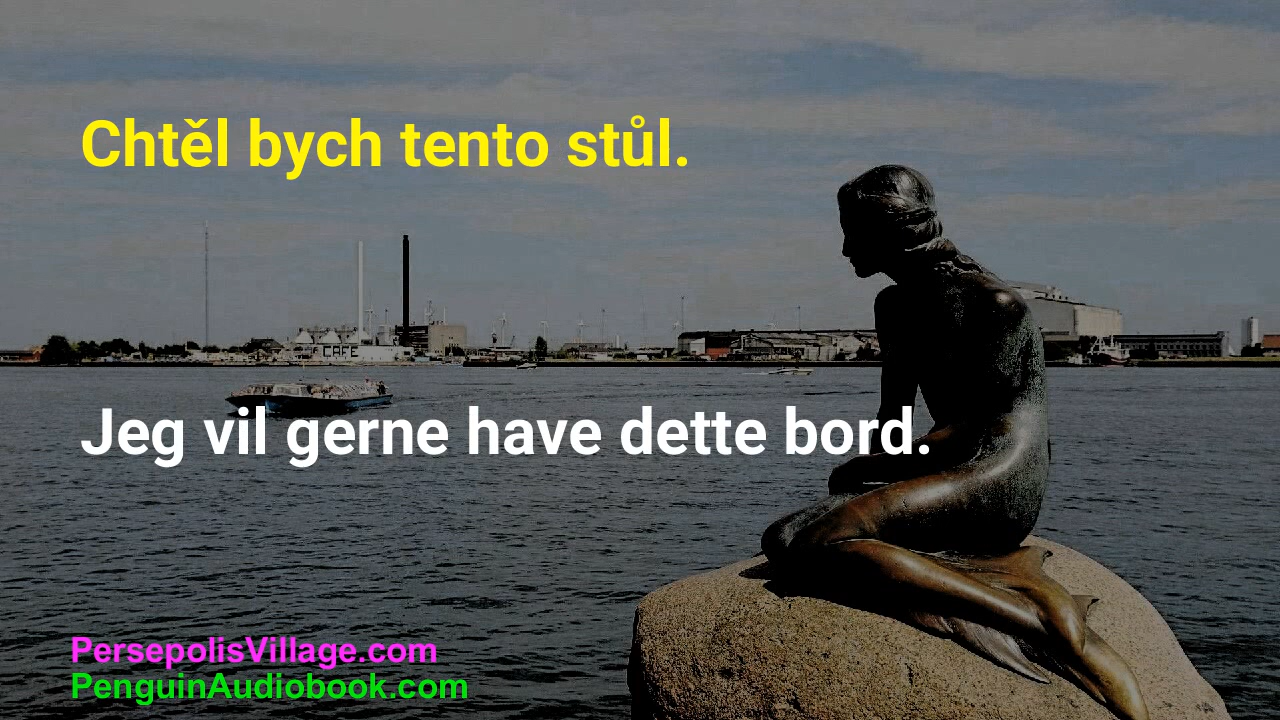 Chtěl bych tento stůl.
CAFE
Jeg vil gerne have dette bord.
PersepolisVillage.com
PenguinAudiobook.com